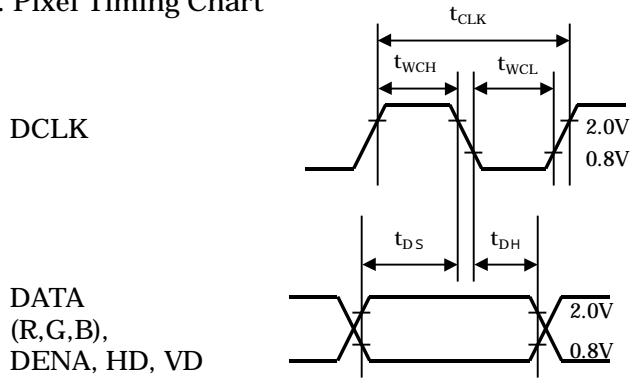 . Pixel Timing Chart
tCLK
tWCH tWCL
DCLK
2.0V
0.8V
tDS tDH
DATA
(R,G,B),
DENA, HD, VD
2.0V
0.8V